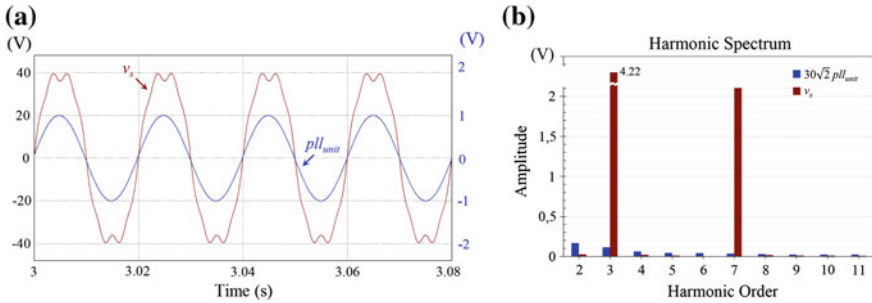 (a)
(V)
(V)
40
20
0
-20
-40
v_s
pll_unit
2
1
0
-1
-2
3
3.02
3.04
3.06
3.08
Time (s)
(b)
Harmonic Spectrum
(V)
2
1,5
1
0,5
0
Amplitude
4.22
30√2 pll_unit
v_s
2 3 4 5 6 7 8 9 10 11
Harmonic Order